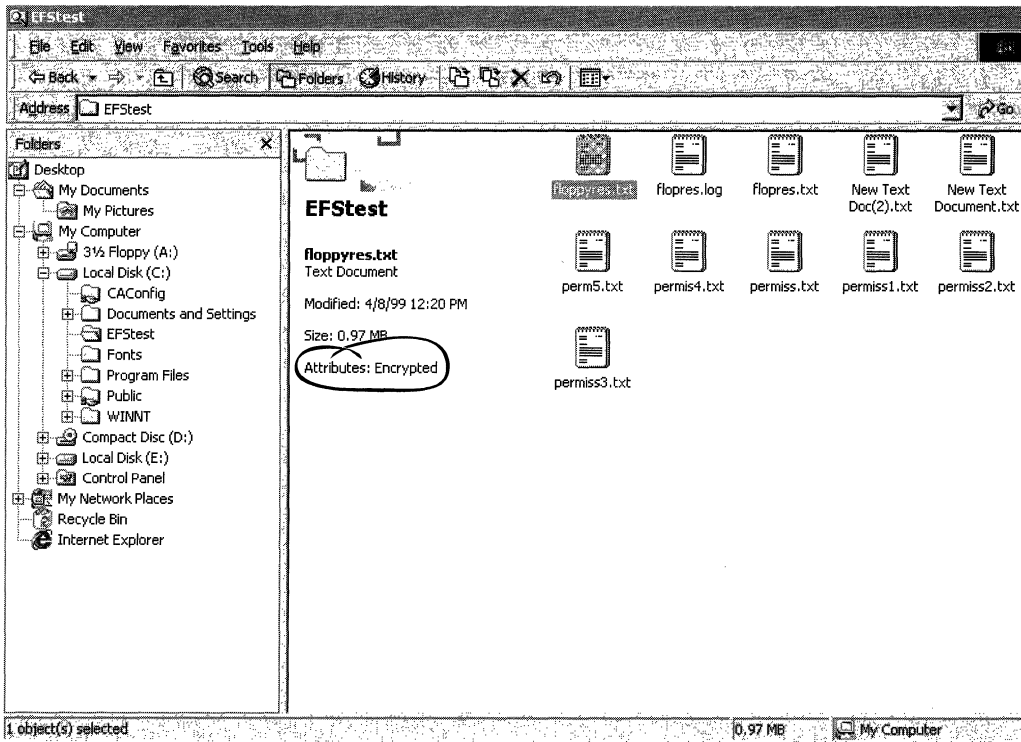 EFStest
File Edit View Favorites Tools Help
Back Search Folders History
Address EFStest Go
Folders
Desktop
My Documents
My Pictures
My Computer
3½ Floppy (A:)
Local Disk (C:)
CAConfig
Documents and Settings
EFStest
Fonts
Program Files
Public
WINNT
Compact Disc (D:)
Local Disk (E:)
Control Panel
My Network Places
Recycle Bin
Internet Explorer
EFStest
floppyres.txt
Text Document
Modified: 4/8/99 12:20 PM
Size: 0.97 MB
Attributes: Encrypted
floppyres.txt flopres.log flopres.txt New Text Doc(2).txt New Text Document.txt
perm5.txt permis4.txt permiss.txt permiss1.txt permiss2.txt
permiss3.txt
1 object(s) selected 0.97 MB My Computer